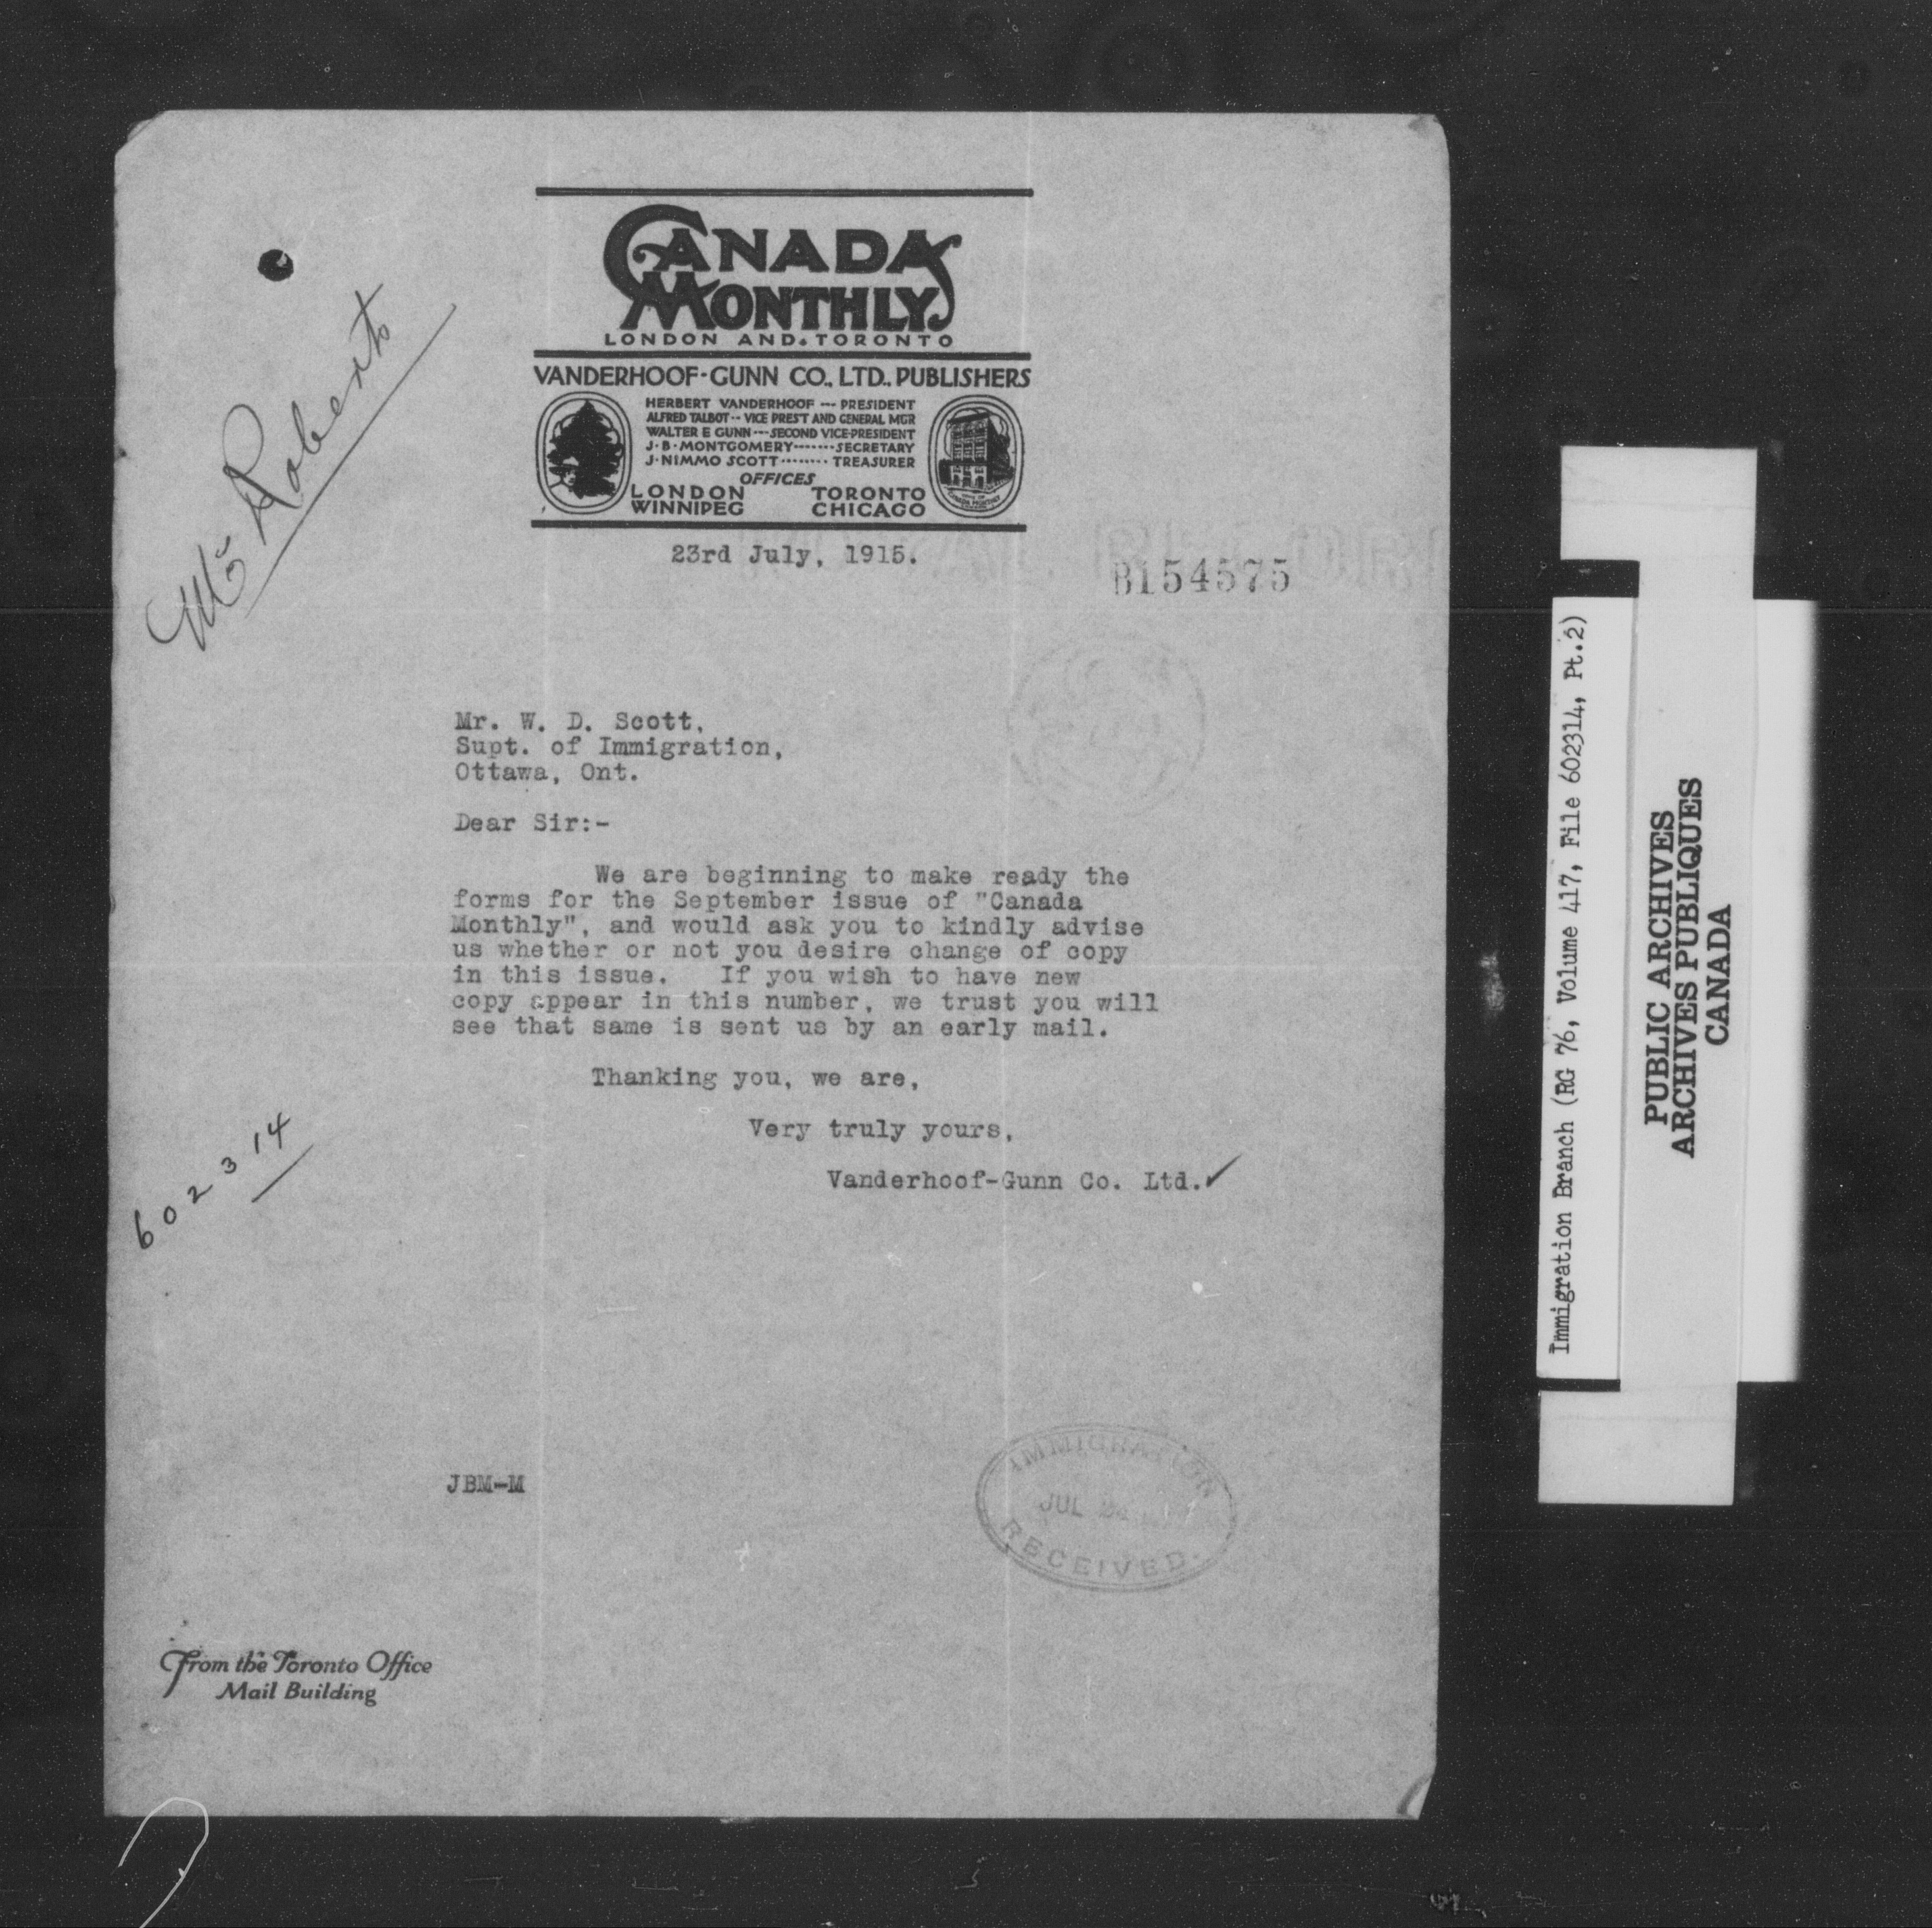 CANADA
MONTHLY
LONDON AND TORONTO
VANDERHOOF-GUNN CO., LTD., PUBLISHERS
HERBERT VANDERHOOF --- PRESIDENT
ALFRED TALBOT -- VICE PREST AND GENERAL MGR
WALTER E GUNN --- SECOND VICE-PRESIDENT
J. B. MONTGOMERY ------- SECRETARY
J. NIMMO SCOTT -------- TREASURER
OFFICES
LONDON TORONTO
WINNIPEG CHICAGO
23rd July, 1915.
B154575
Mr Roberts
Mr. W. D. Scott,
Supt. of Immigration,
Ottawa, Ont.
Dear Sir:-
We are beginning to make ready the
forms for the September issue of "Canada
Monthly", and would ask you to kindly advise
us whether or not you desire change of copy
in this issue. If you wish to have new
copy appear in this number, we trust you will
see that same is sent us by an early mail.
Thanking you, we are,
Very truly yours,
Vanderhoof-Gunn Co. Ltd.✓
602314
JBM-M
IMMIGRATION
JUL 24
RECEIVED.
From the Toronto Office
Mail Building
Immigration Branch (RG 76, Volume 417, File 602314, Pt.2)
PUBLIC ARCHIVES
ARCHIVES PUBLIQUES
CANADA